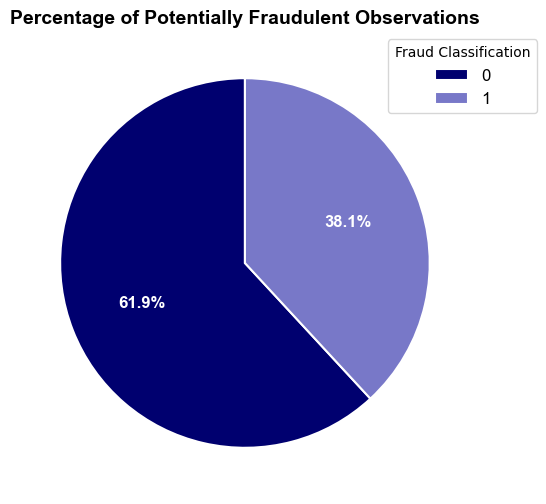 Percentage of Potentially Fraudulent Observations
Fraud Classification
0
1
38.1%
61.9%